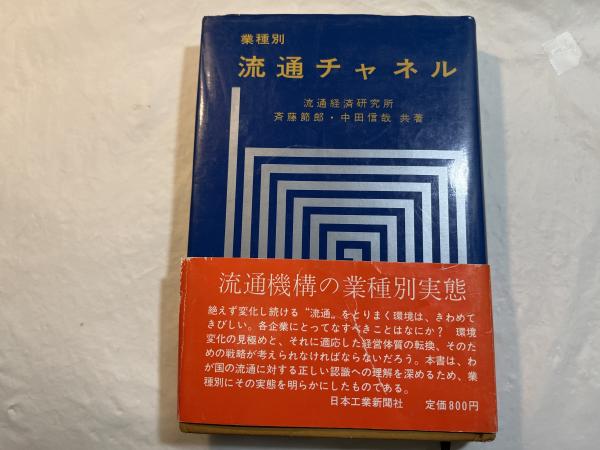 業種別
流通チャネル
流通経済研究所
斉藤節郎・中田信哉 共著
流通機構の業種別実態
絶えず変化し続ける〝流通〟をとりまく環境は、きわめて
きびしい。各企業にとってなすべきことはなにか? 環境
変化の見極めと、それに適応した経営体質の転換、そのた
めの戦略が考えられなければならないだろう。本書は、わ
が国の流通に対する正しい認識への理解を深めるため、業
種別にその実態を明らかにしたものである。
日本工業新聞社 定価800円